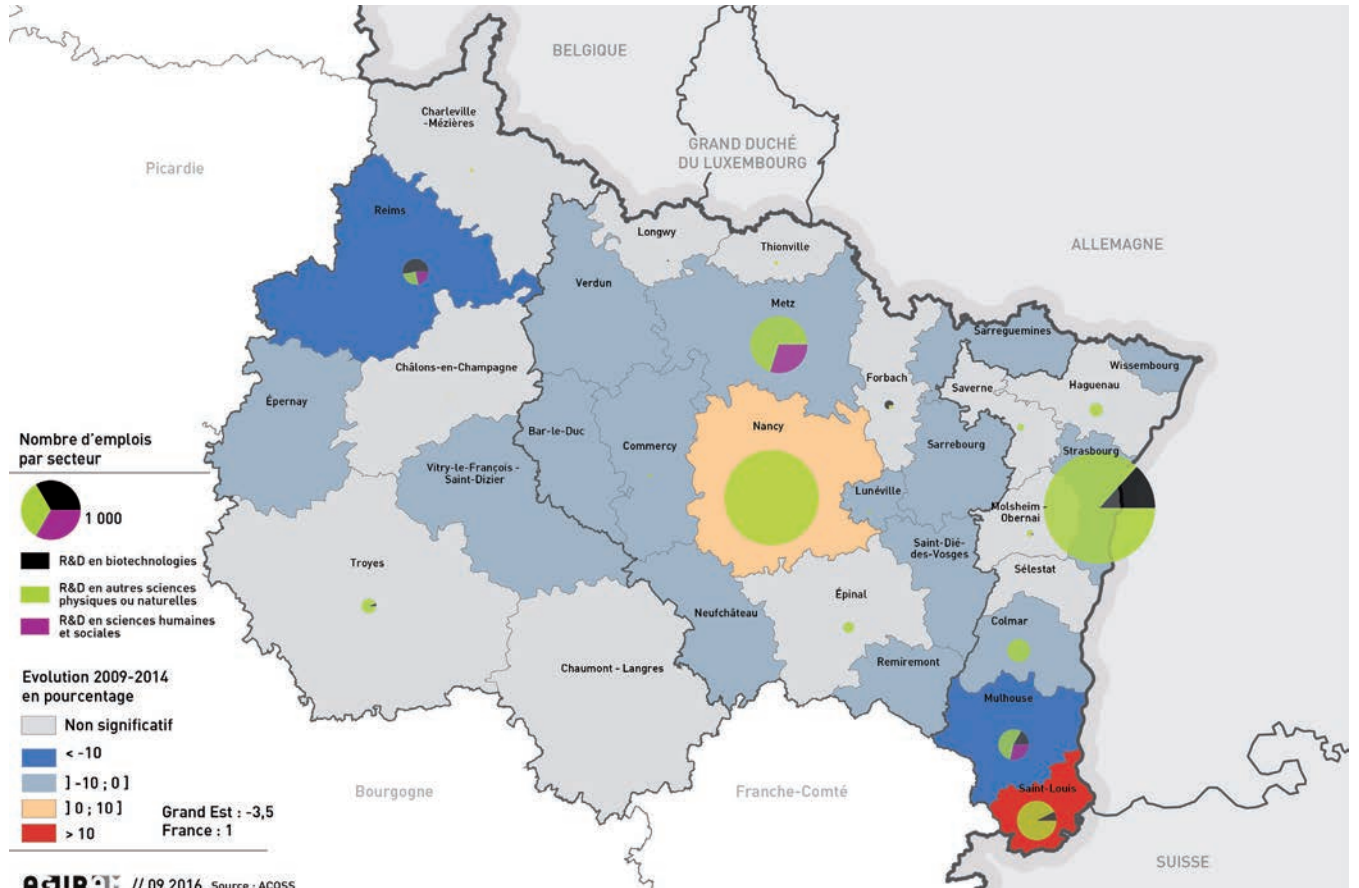 BELGIQUE
Charleville
-Mézières
GRAND DUCHÉ
DU LUXEMBOURG
Picardie
Reims
Longwy
Thionville
ALLEMAGNE
Verdun
Metz
Sarreguemines
Wissembourg
Châlons-en-Champagne
Forbach
Saverne
Haguenau
Épernay
Bar-le-Duc
Commercy
Nancy
Sarrebourg
Strasbourg
Vitry-le-François -
Saint-Dizier
Lunéville
Molsheim -
Obernai
Saint-Dié
-des-Vosges
Troyes
Sélestat
Épinal
Neufchâteau
Colmar
Chaumont - Langres
Remiremont
Mulhouse
Bourgogne
Franche-Comté
Saint-Louis
SUISSE
Nombre d'emplois
par secteur
1 000
R&D en biotechnologies
R&D en autres sciences
physiques ou naturelles
R&D en sciences humaines
et sociales
Evolution 2009-2014
en pourcentage
Non significatif
< -10
] -10 ; 0 ]
] 0 ; 10 ]
> 10
Grand Est : -3,5
France : 1
// 09.2016 Source : ACOSS